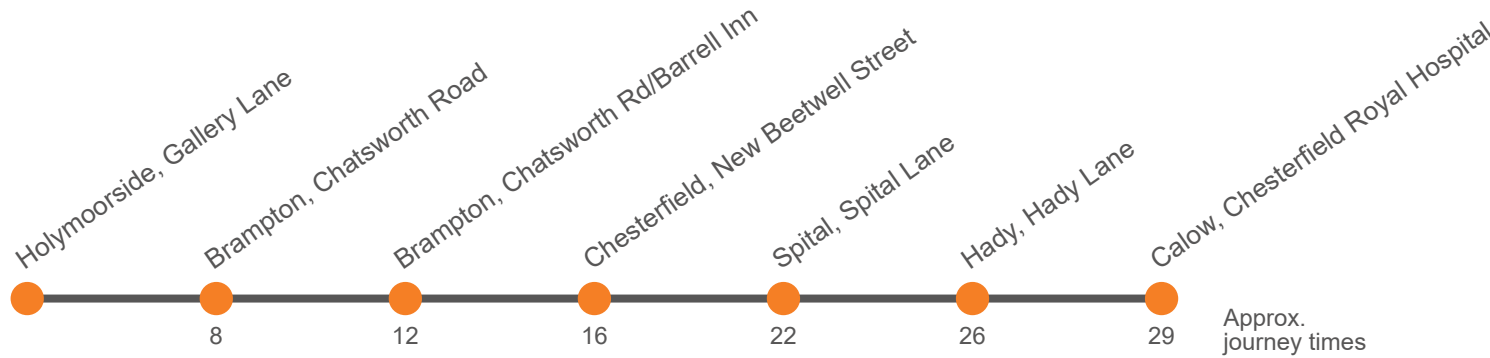 Holymoorside, Gallery Lane
Brampton, Chatsworth Road
Brampton, Chatsworth Rd/Barrell Inn
Chesterfield, New Beetwell Street
Spital, Spital Lane
Hady, Hady Lane
Calow, Chesterfield Royal Hospital
8
12
16
22
26
29
Approx.
journey times